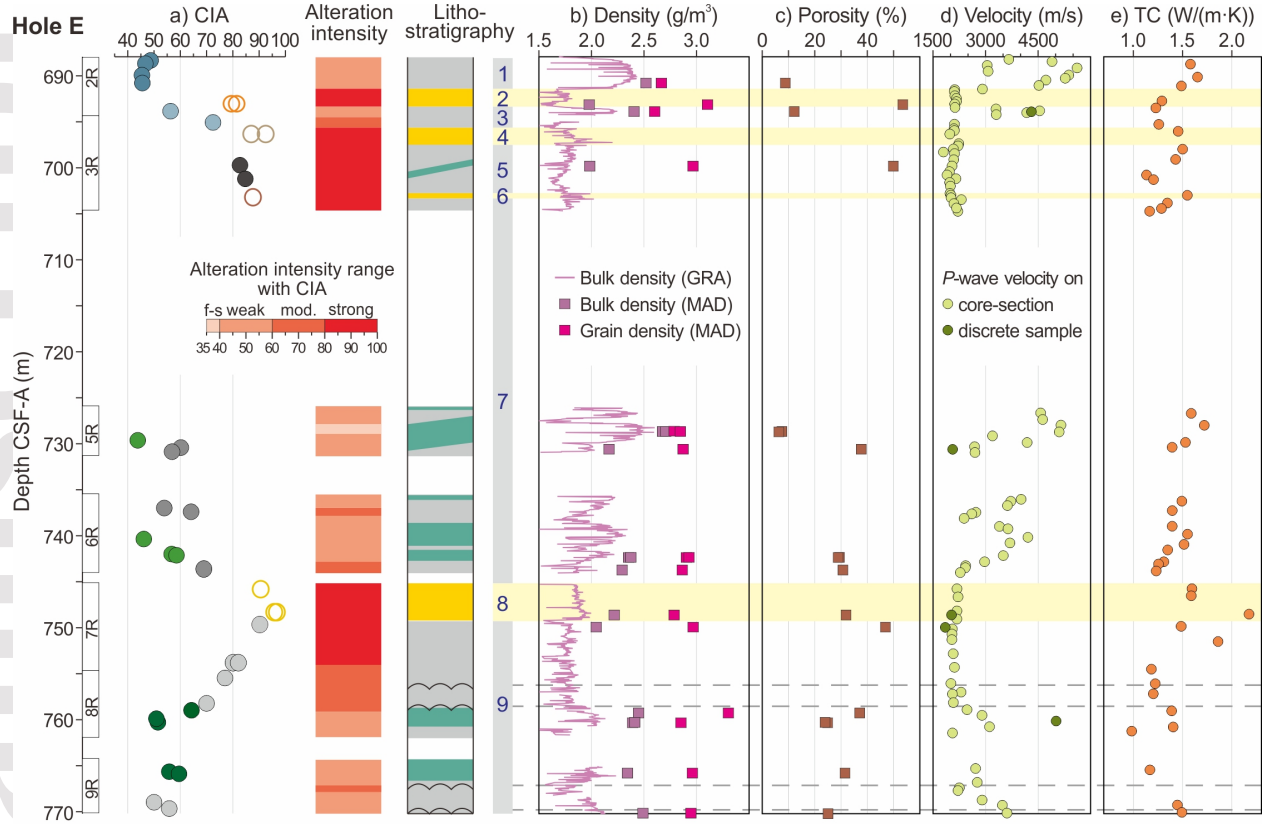 Hole E
a) CIA
Alteration
intensity
Litho-
stratigraphy
b) Density (g/m³)
c) Porosity (%)
d) Velocity (m/s)
e) TC (W/(m·K))
40 60 70 80 90 100
1.5 2.0 2.5 3.0
0 20 40
1500 3000 4500
1.0 1.5 2.0
Depth CSF-A (m)
690
700
710
720
730
740
750
760
770
2R
3R
5R
6R
7R
8R
9R
1
2
3
4
5
6
7
8
9
Alteration intensity range
with CIA
f-s weak mod. strong
35 40 50 60 70 80 90 100
Bulk density (GRA)
Bulk density (MAD)
Grain density (MAD)
P-wave velocity on
core-section
discrete sample